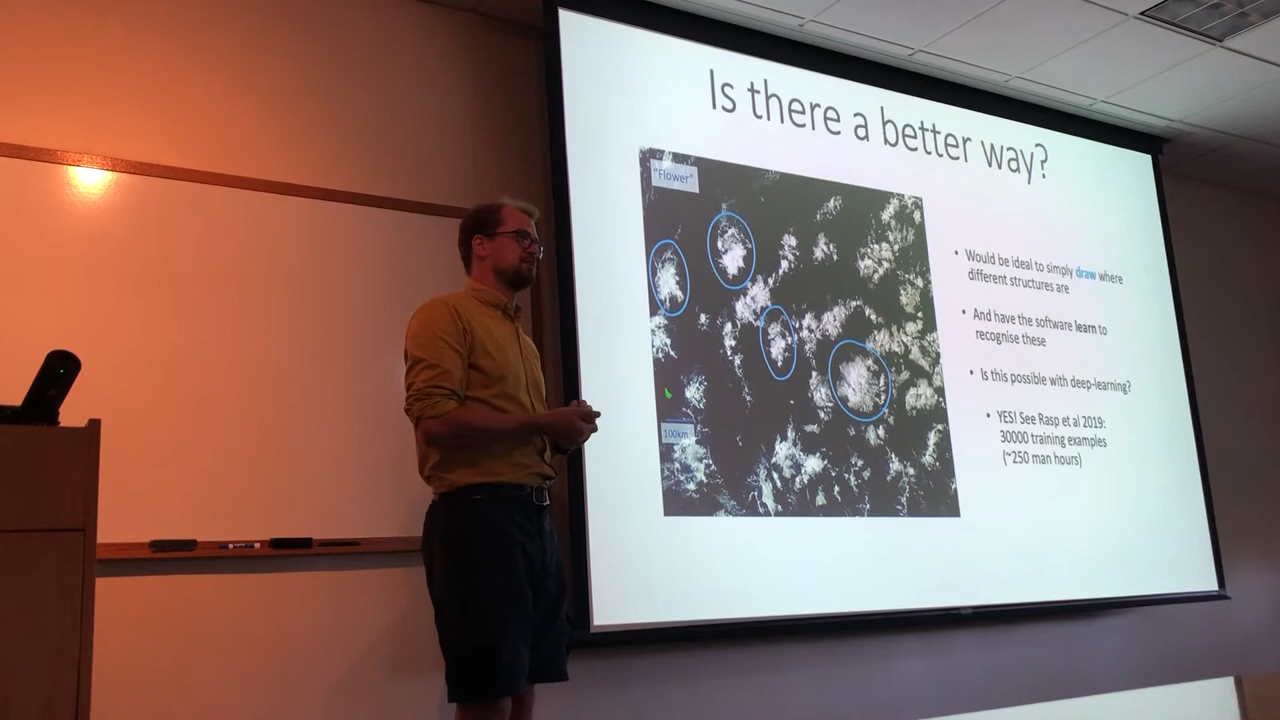 Is there a better way?
"Flower"
• Would be ideal to simply draw where
different structures are
• And have the software learn to
recognise these
• Is this possible with deep-learning?
• YES! See Rasp et al 2019:
30000 training examples
(~250 man hours)
100km